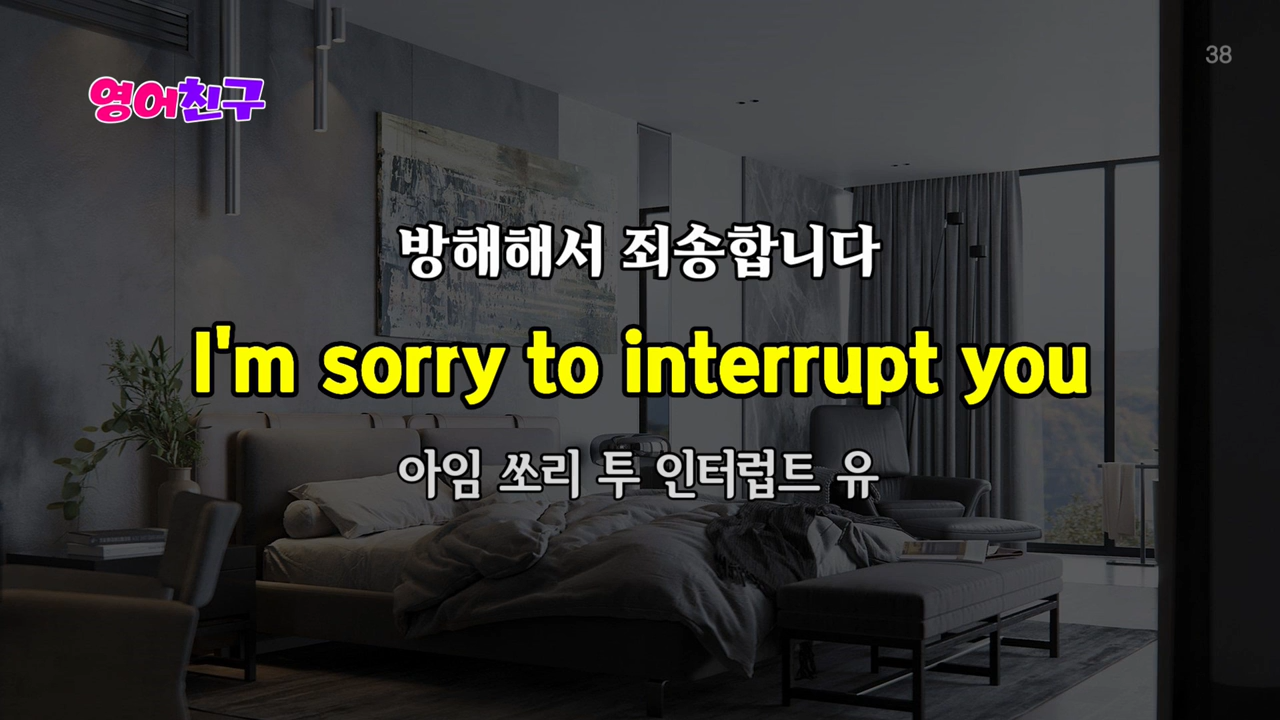 38
영어친구
방해해서 죄송합니다
I'm sorry to interrupt you
아임 쏘리 투 인터럽트 유